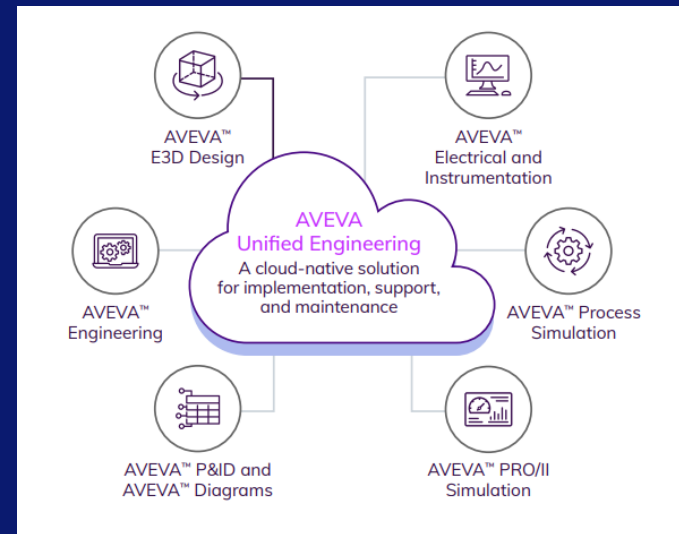 AVEVA™
E3D Design
AVEVA™
Electrical and
Instrumentation
AVEVA
Unified Engineering
A cloud-native solution
for implementation, support,
and maintenance
AVEVA™
Engineering
AVEVA™ Process
Simulation
AVEVA™ P&ID and
AVEVA™ Diagrams
AVEVA™ PRO/II
Simulation